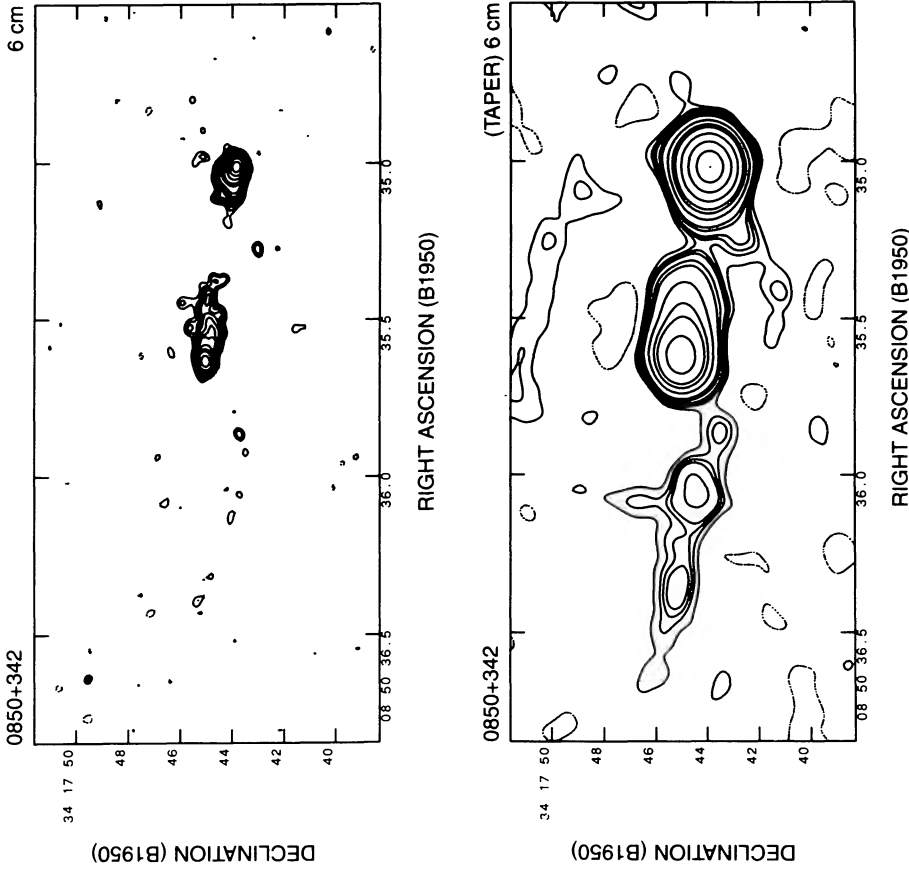 0850+342
6 cm
34 17 50
48
46
44
42
40
DECLINATION (B1950)
08 50 36.5
36.0
35.5
35.0
RIGHT ASCENSION (B1950)
0850+342
(TAPER) 6 cm
34 17 50
48
46
44
42
40
DECLINATION (B1950)
08 50 36.5
36.0
35.5
35.0
RIGHT ASCENSION (B1950)